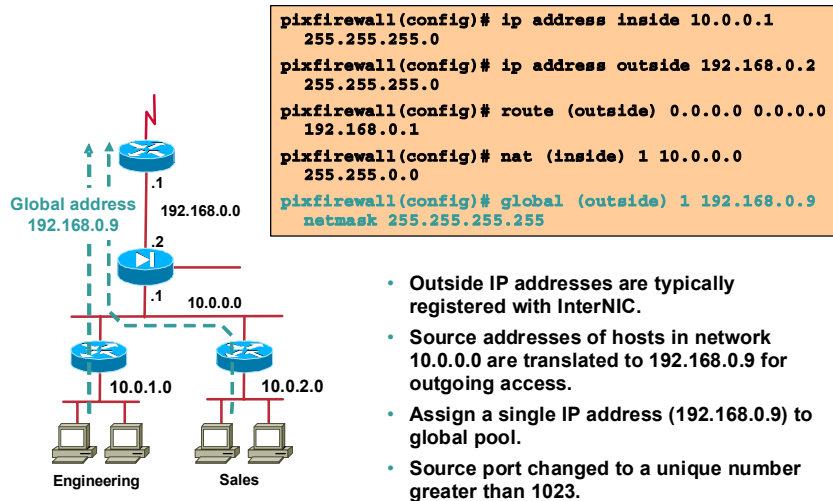 pixfirewall(config)# ip address inside 10.0.0.1
255.255.255.0
pixfirewall(config)# ip address outside 192.168.0.2
255.255.255.0
pixfirewall(config)# route (outside) 0.0.0.0 0.0.0.0
192.168.0.1
pixfirewall(config)# nat (inside) 1 10.0.0.0
255.255.0.0
pixfirewall(config)# global (outside) 1 192.168.0.9
netmask 255.255.255.255
.1
Global address
192.168.0.9
192.168.0.0
.2
.1
10.0.0.0
10.0.1.0
10.0.2.0
Engineering
Sales
• Outside IP addresses are typically
registered with InterNIC.
• Source addresses of hosts in network
10.0.0.0 are translated to 192.168.0.9 for
outgoing access.
• Assign a single IP address (192.168.0.9) to
global pool.
• Source port changed to a unique number
greater than 1023.